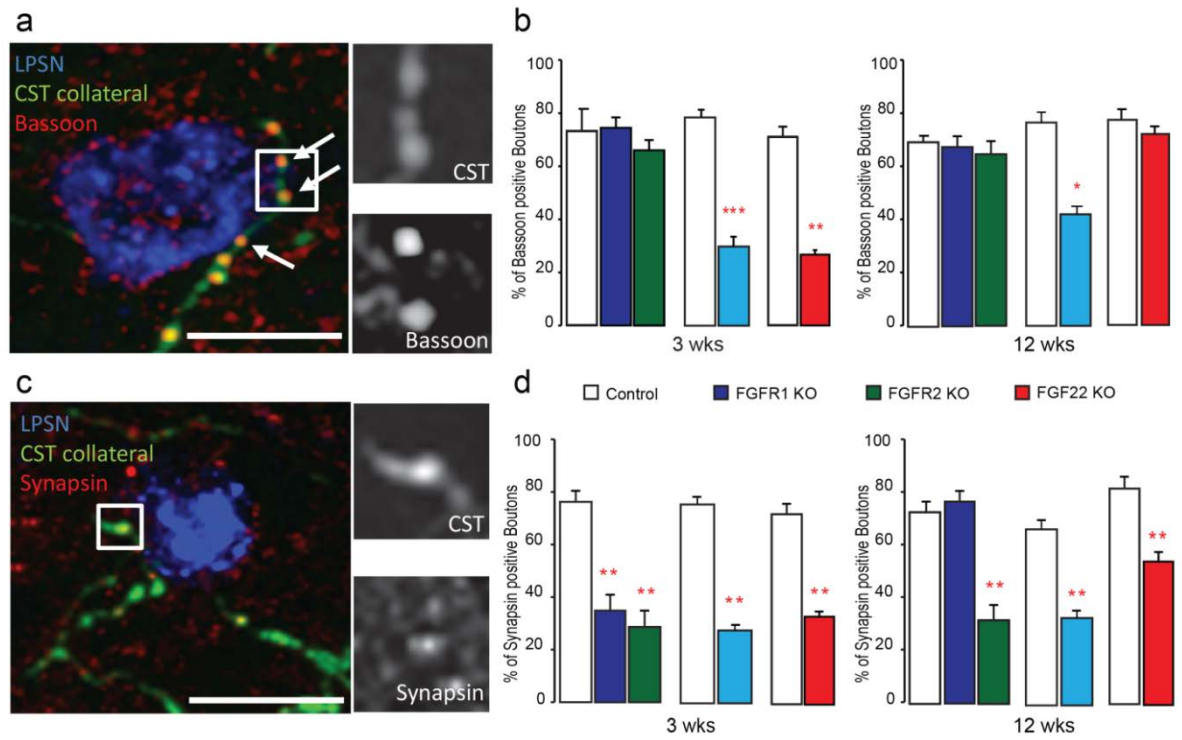 a
LPSN
CST collateral
Bassoon
CST
Bassoon
b
% of Bassoon positive Boutons
100
80
60
40
20
0
***
**
3 wks
% of Bassoon positive Boutons
100
80
60
40
20
0
*
12 wks
c
LPSN
CST collateral
Synapsin
CST
Synapsin
d
Control
FGFR1 KO
FGFR2 KO
FGF22 KO
% of Synapsin positive Boutons
100
80
60
40
20
0
**
**
**
**
3 wks
% of Synapsin positive Boutons
100
80
60
40
20
0
**
**
**
12 wks